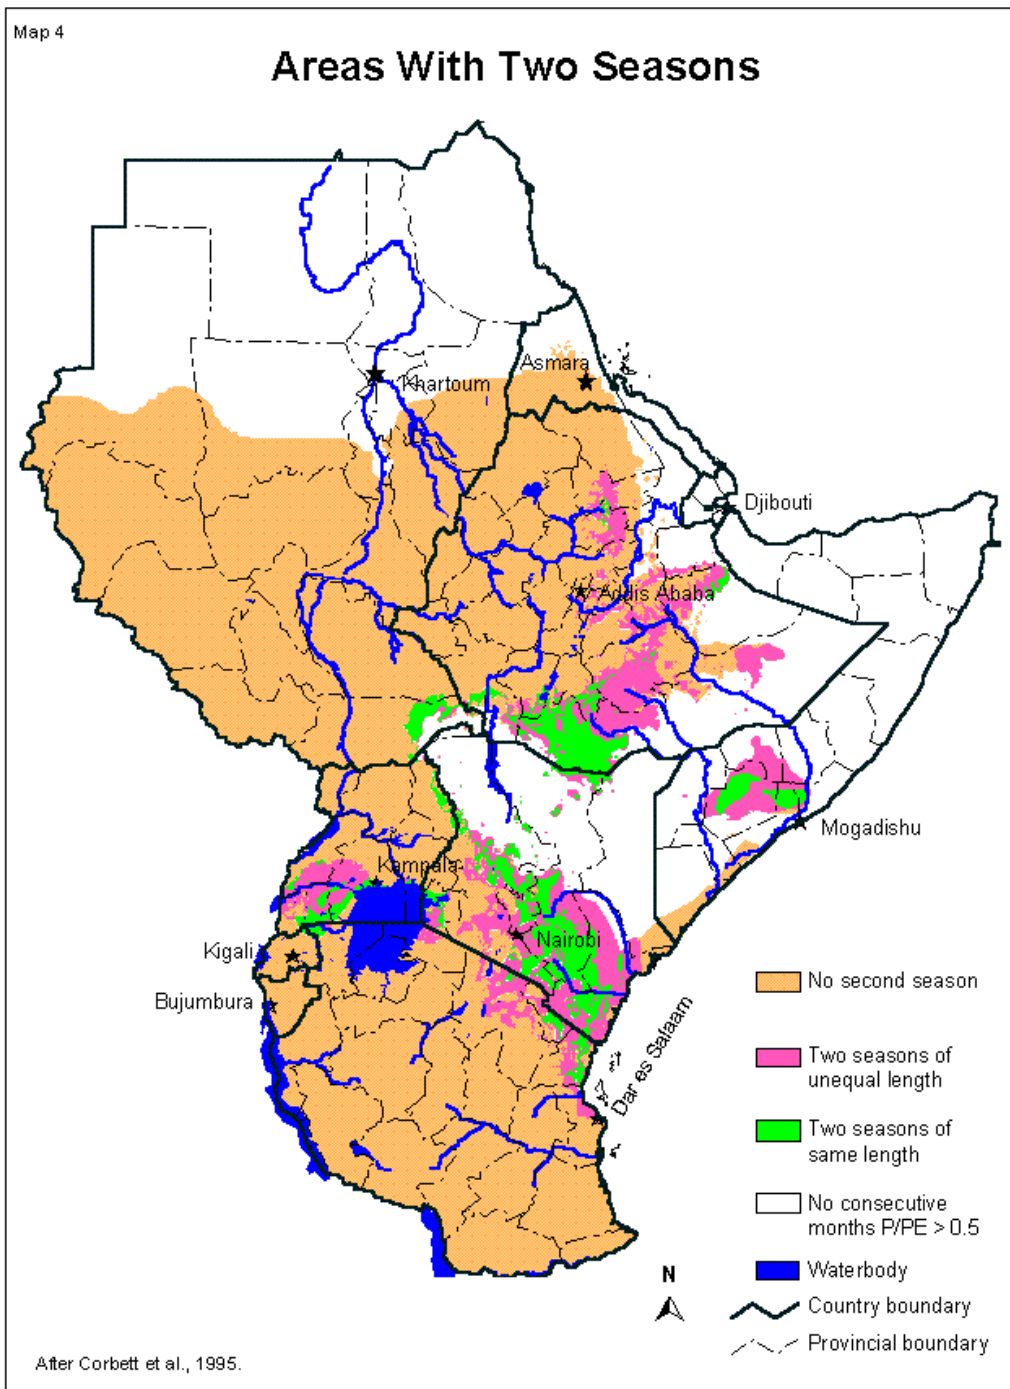 Map 4
Areas With Two Seasons
Asmara
Khartoum
Djibouti
Addis Ababa
Mogadishu
Kampala
Nairobi
Kigali
Bujumbura
Dar es Salaam
No second season
Two seasons of
unequal length
Two seasons of
same length
No consecutive
months P/PE > 0.5
Waterbody
N
Country boundary
Provincial boundary
After Corbett et al., 1995.